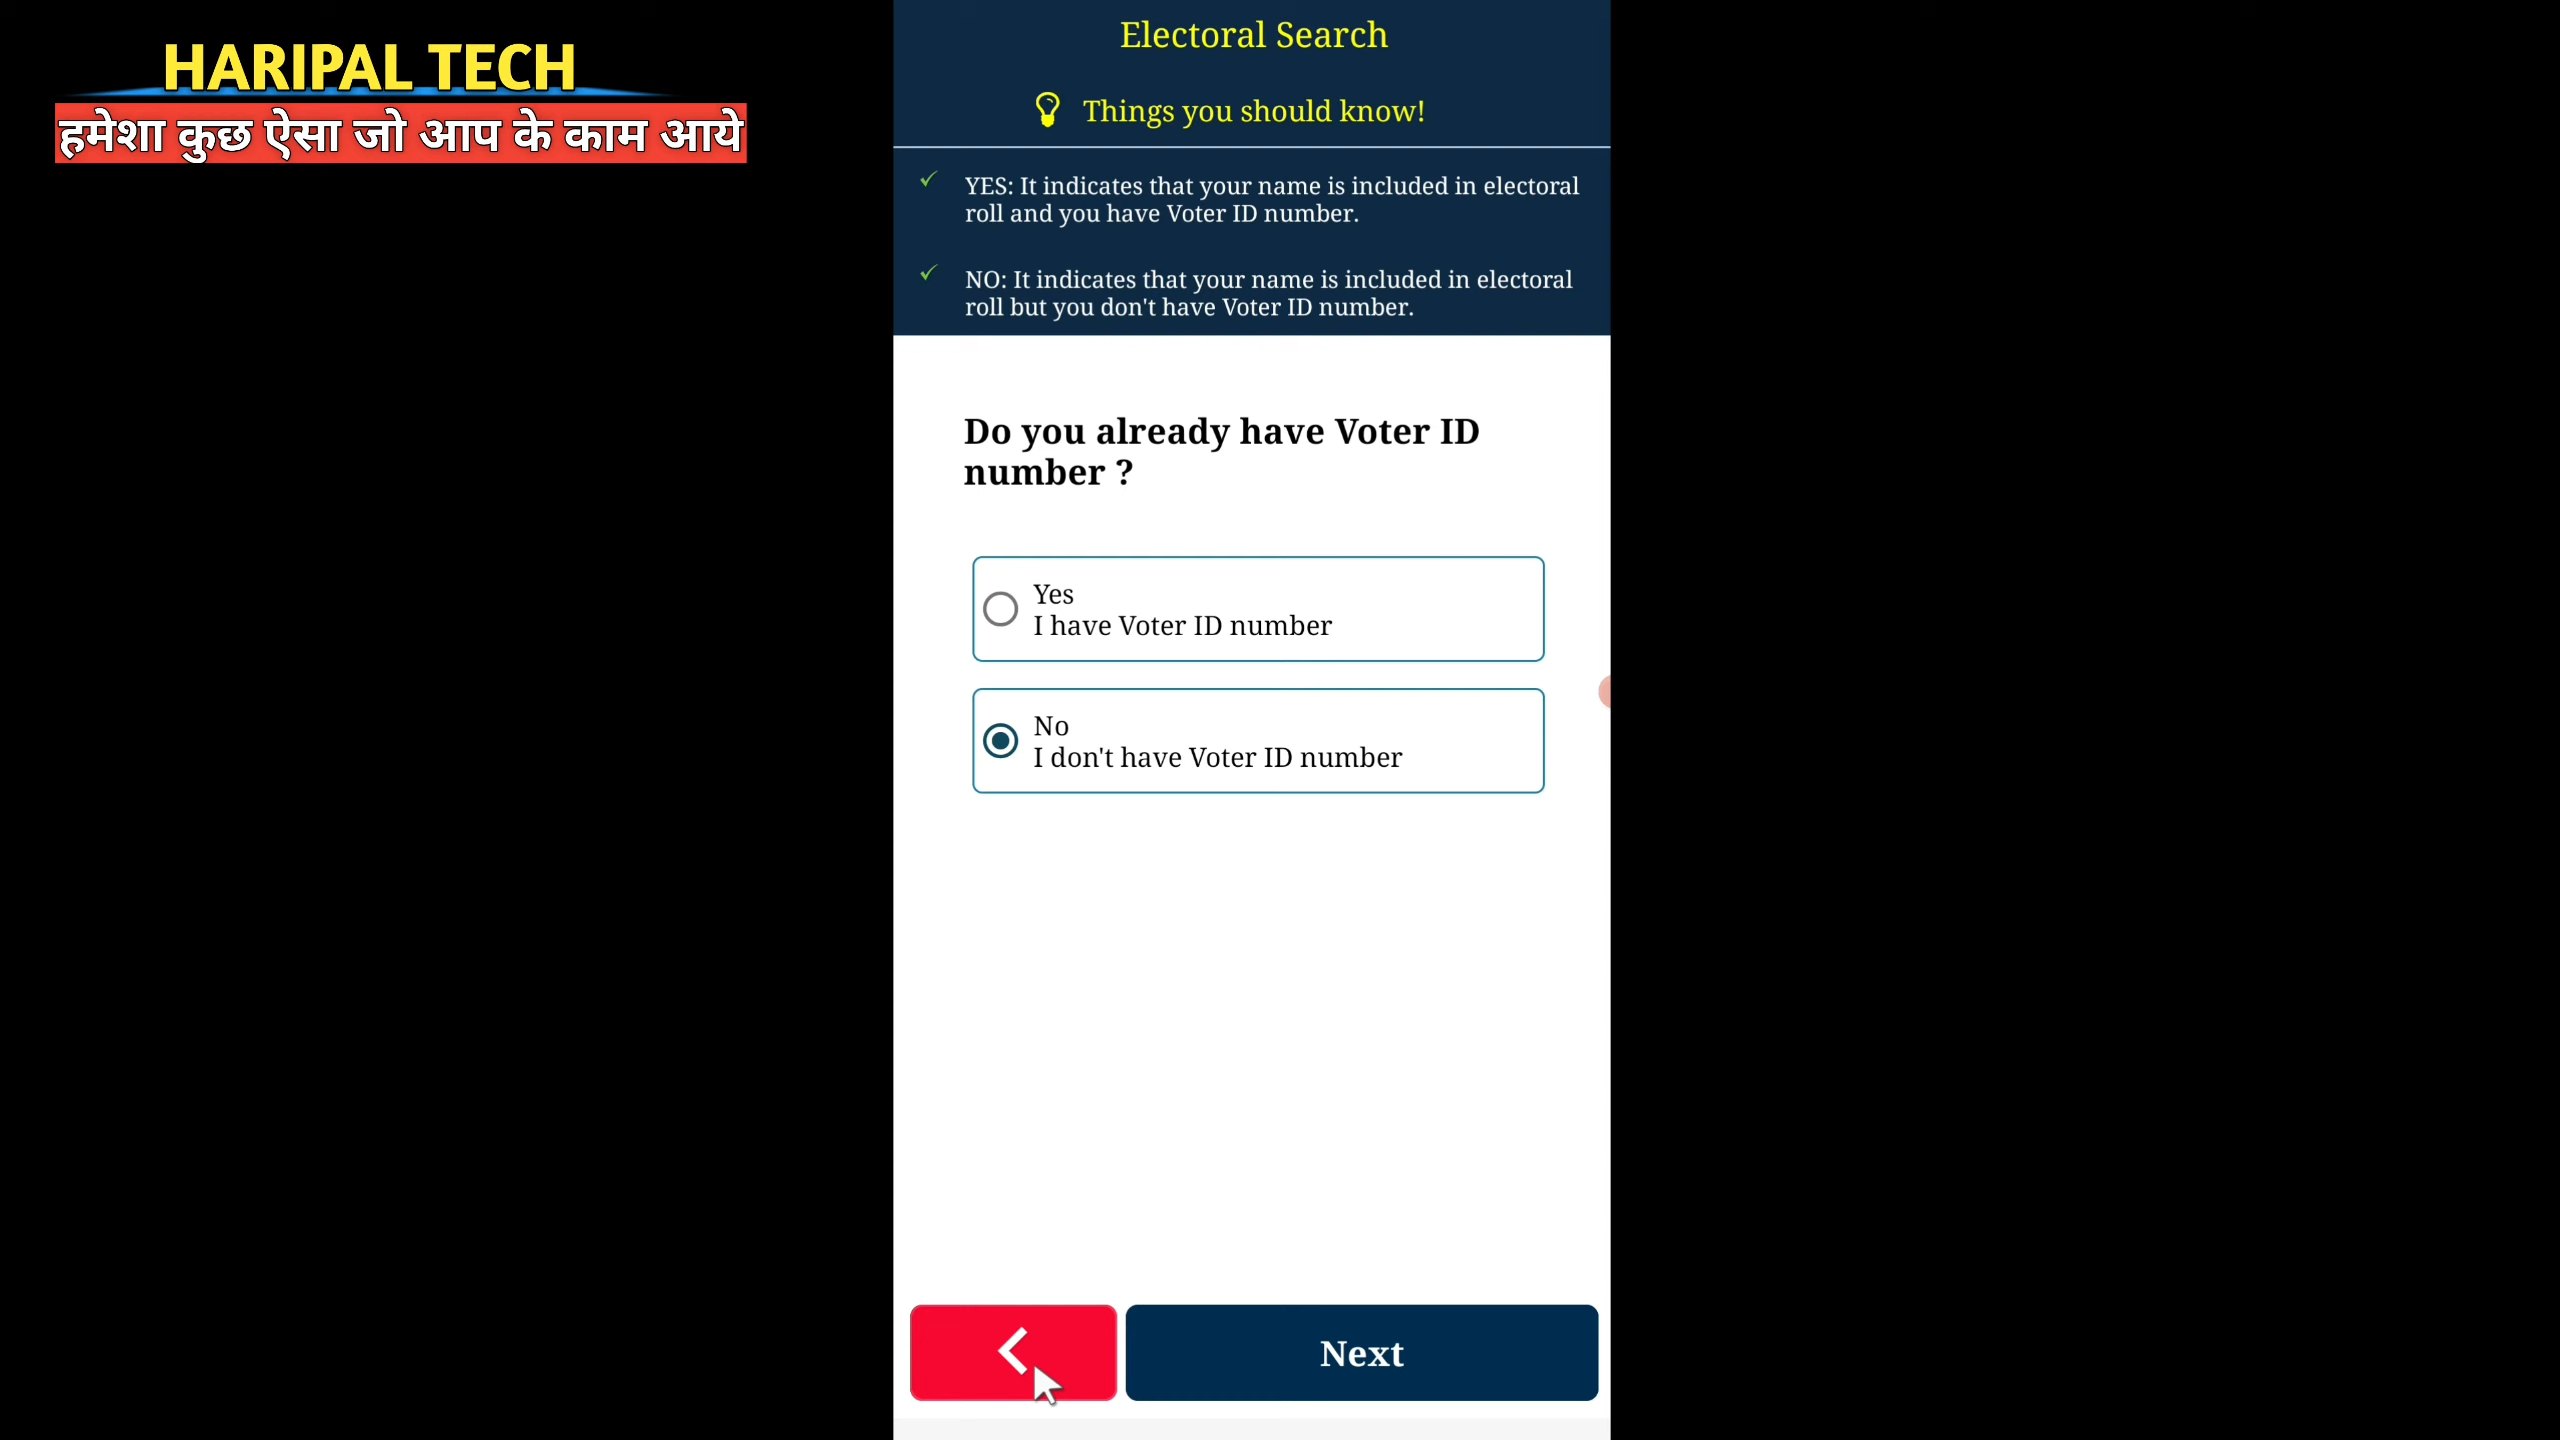 HARIPAL TECH
हमेशा कुछ ऐसा जो आप के काम आये
Electoral Search
Things you should know!
YES: It indicates that your name is included in electoral
roll and you have Voter ID number.
NO: It indicates that your name is included in electoral
roll but you don't have Voter ID number.
Do you already have Voter ID
number ?
Yes
I have Voter ID number
No
I don't have Voter ID number
Next